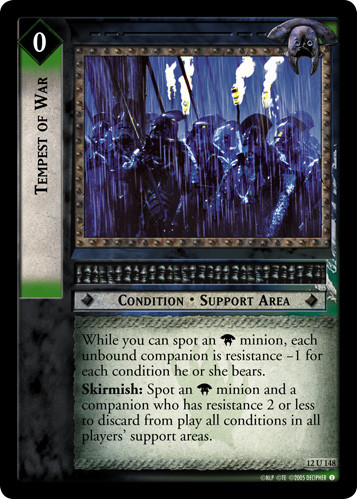 0
Tempest of War
Condition • Support Area
While you can spot an minion, each
unbound companion is resistance –1 for
each condition he or she bears.
Skirmish: Spot an minion and a
companion who has resistance 2 or less
to discard from play all conditions in all
players' support areas.
12 U 148
©NLP ©TE ©2005 DECIPHER